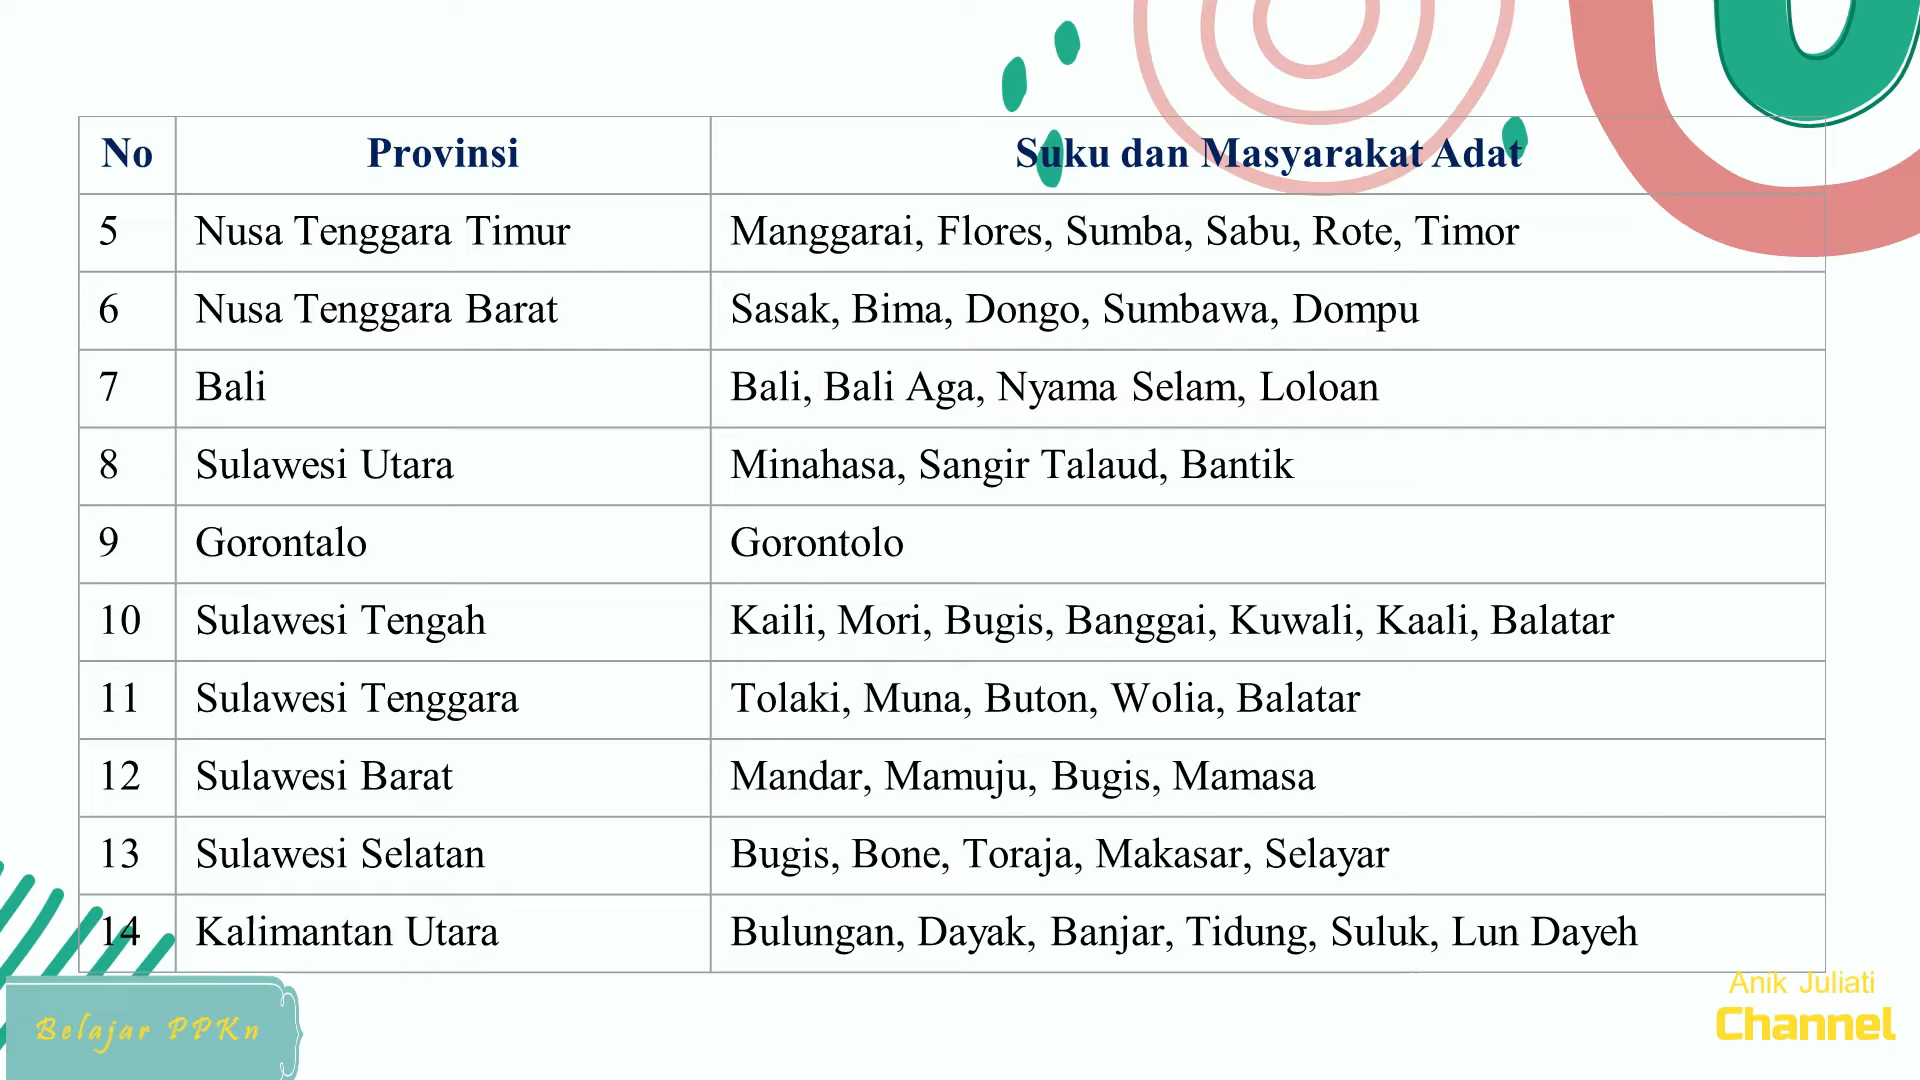 No Provinsi Suku dan Masyarakat Adat
5 Nusa Tenggara Timur Manggarai, Flores, Sumba, Sabu, Rote, Timor
6 Nusa Tenggara Barat Sasak, Bima, Dongo, Sumbawa, Dompu
7 Bali Bali, Bali Aga, Nyama Selam, Loloan
8 Sulawesi Utara Minahasa, Sangir Talaud, Bantik
9 Gorontalo Gorontolo
10 Sulawesi Tengah Kaili, Mori, Bugis, Banggai, Kuwali, Kaali, Balatar
11 Sulawesi Tenggara Tolaki, Muna, Buton, Wolia, Balatar
12 Sulawesi Barat Mandar, Mamuju, Bugis, Mamasa
13 Sulawesi Selatan Bugis, Bone, Toraja, Makasar, Selayar
14 Kalimantan Utara Bulungan, Dayak, Banjar, Tidung, Suluk, Lun Dayeh
Belajar PPKn
Anik Juliati
Channel